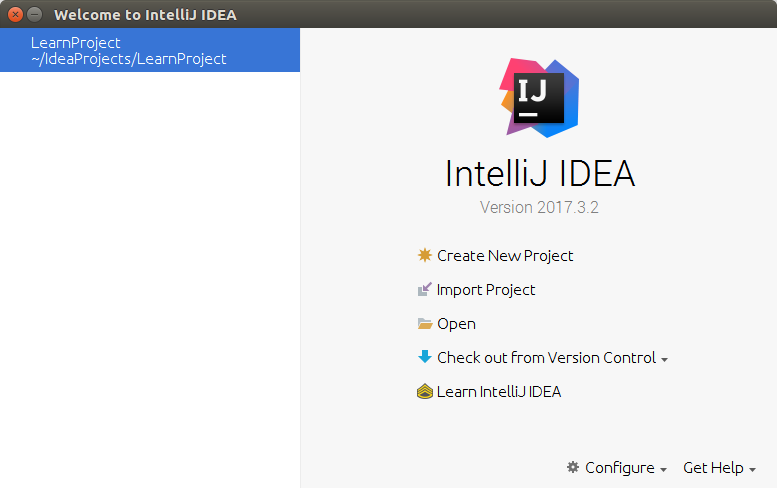 Welcome to IntelliJ IDEA
LearnProject
~/IdeaProjects/LearnProject
IJ
IntelliJ IDEA
Version 2017.3.2
Create New Project
Import Project
Open
Check out from Version Control
Learn IntelliJ IDEA
Configure
Get Help